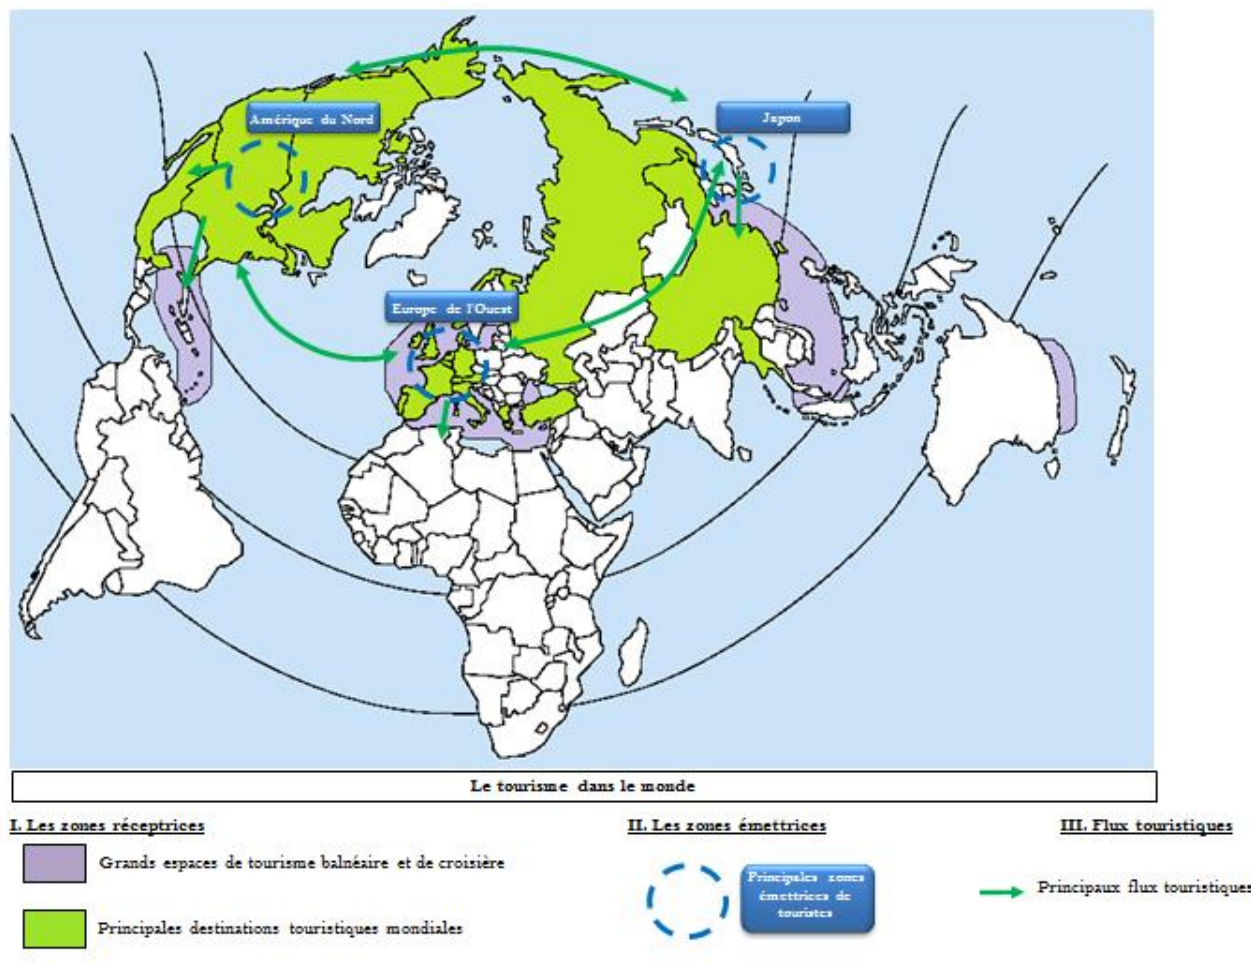 Amérique du Nord
Japon
Europe de l'Ouest
Le tourisme dans le monde
I. Les zones réceptrices
II. Les zones émettrices
III. Flux touristiques
Grands espaces de tourisme balnéaire et de croisière
Principales zones
émettrices de
touristes
Principaux flux touristiques
Principales destinations touristiques mondiales